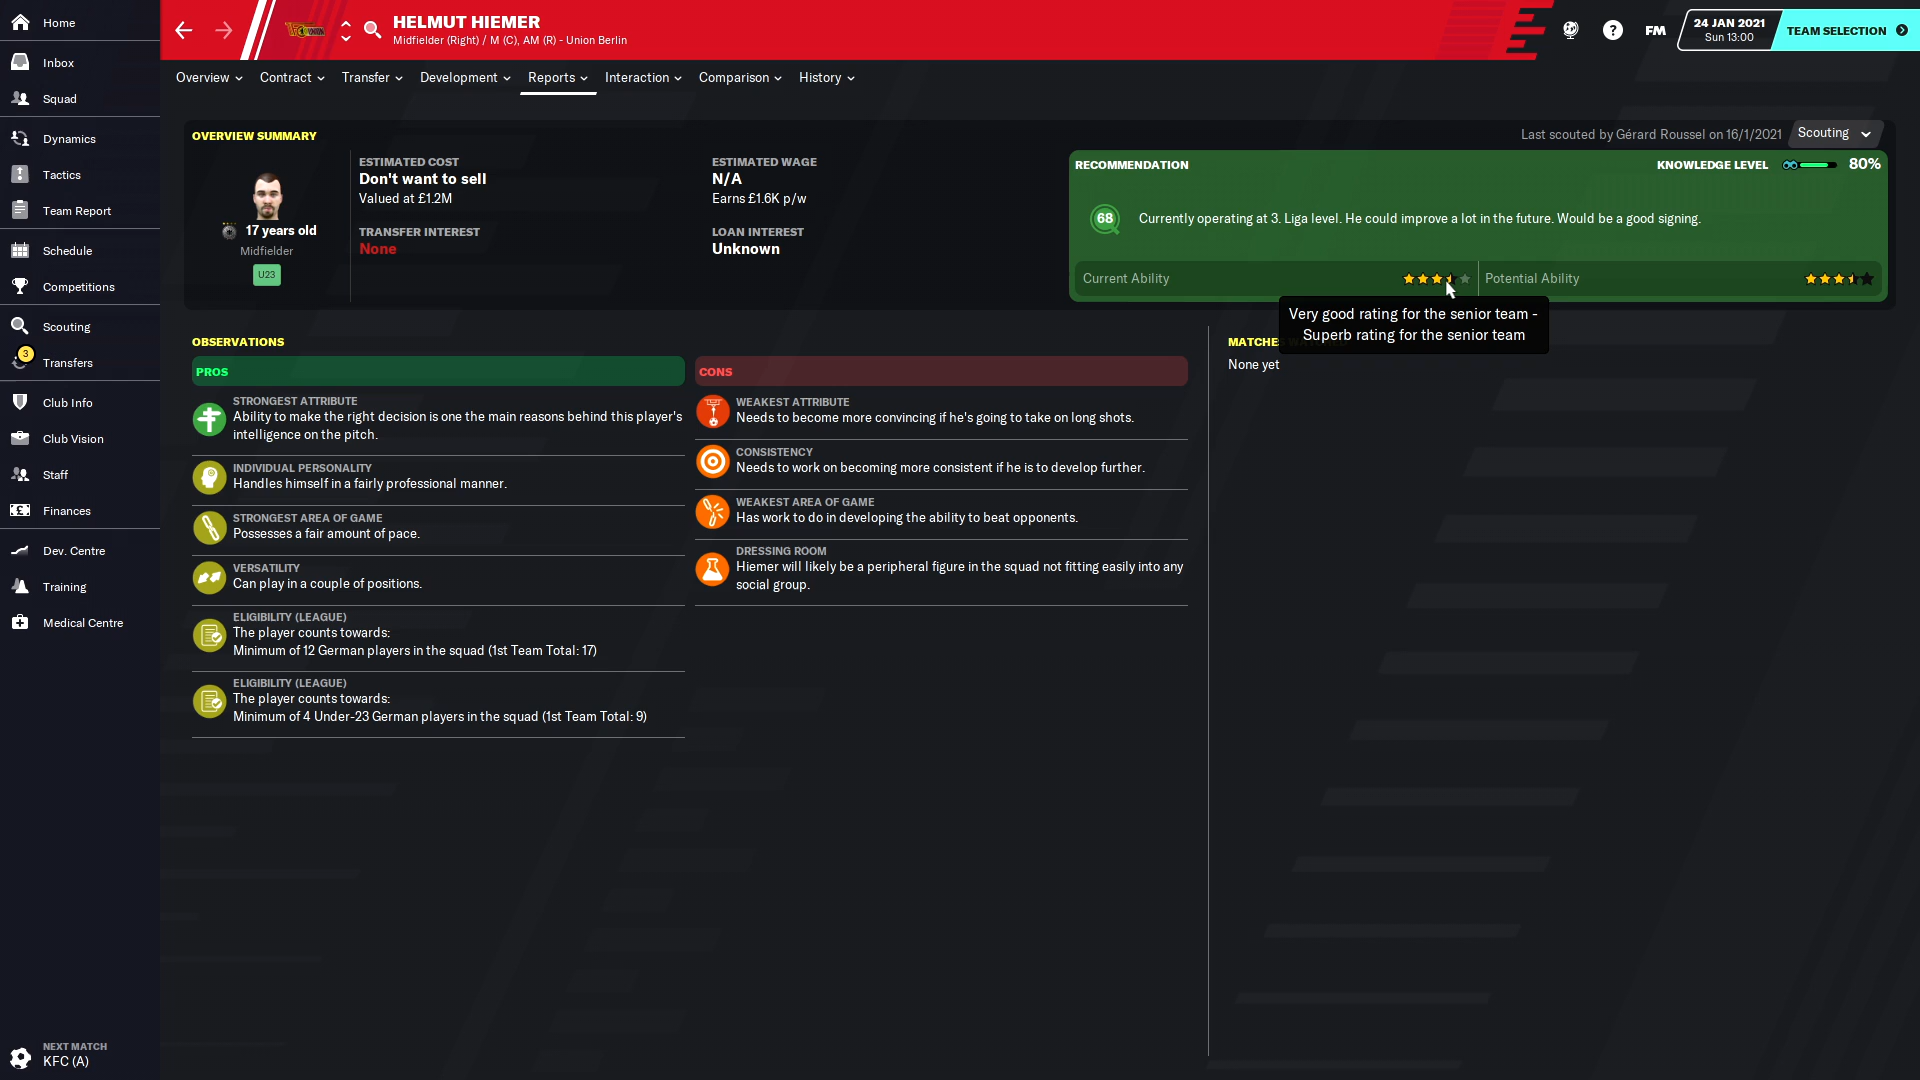 Home
Inbox
Squad
Dynamics
Tactics
Team Report
Schedule
Competitions
Scouting
3
Transfers
Club Info
Club Vision
Staff
Finances
Dev. Centre
Training
Medical Centre
NEXT MATCH
KFC (A)
HELMUT HIEMER
Midfielder (Right) / M (C), AM (R) - Union Berlin
?
FM
24 JAN 2021
Sun 13:00
TEAM SELECTION
Overview
Contract
Transfer
Development
Reports
Interaction
Comparison
History
OVERVIEW SUMMARY
Last scouted by Gérard Roussel on 16/1/2021
Scouting
17 years old
Midfielder
U23
ESTIMATED COST
Don't want to sell
Valued at £1.2M
TRANSFER INTEREST
None
ESTIMATED WAGE
N/A
Earns £1.6K p/w
LOAN INTEREST
Unknown
RECOMMENDATION
KNOWLEDGE LEVEL
80%
68
Currently operating at 3. Liga level. He could improve a lot in the future. Would be a good signing.
Current Ability
Potential Ability
Very good rating for the senior team -
Superb rating for the senior team
OBSERVATIONS
PROS
STRONGEST ATTRIBUTE
Ability to make the right decision is one the main reasons behind this player's
intelligence on the pitch.
INDIVIDUAL PERSONALITY
Handles himself in a fairly professional manner.
STRONGEST AREA OF GAME
Possesses a fair amount of pace.
VERSATILITY
Can play in a couple of positions.
ELIGIBILITY (LEAGUE)
The player counts towards:
Minimum of 12 German players in the squad (1st Team Total: 17)
ELIGIBILITY (LEAGUE)
The player counts towards:
Minimum of 4 Under-23 German players in the squad (1st Team Total: 9)
CONS
WEAKEST ATTRIBUTE
Needs to become more convincing if he's going to take on long shots.
CONSISTENCY
Needs to work on becoming more consistent if he is to develop further.
WEAKEST AREA OF GAME
Has work to do in developing the ability to beat opponents.
DRESSING ROOM
Hiemer will likely be a peripheral figure in the squad not fitting easily into any
social group.
MATCHES
None yet